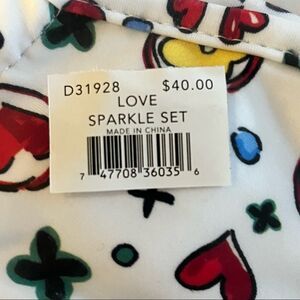 D31928 $40.00
LOVE
SPARKLE SET
MADE IN CHINA
7 47708 36035 6